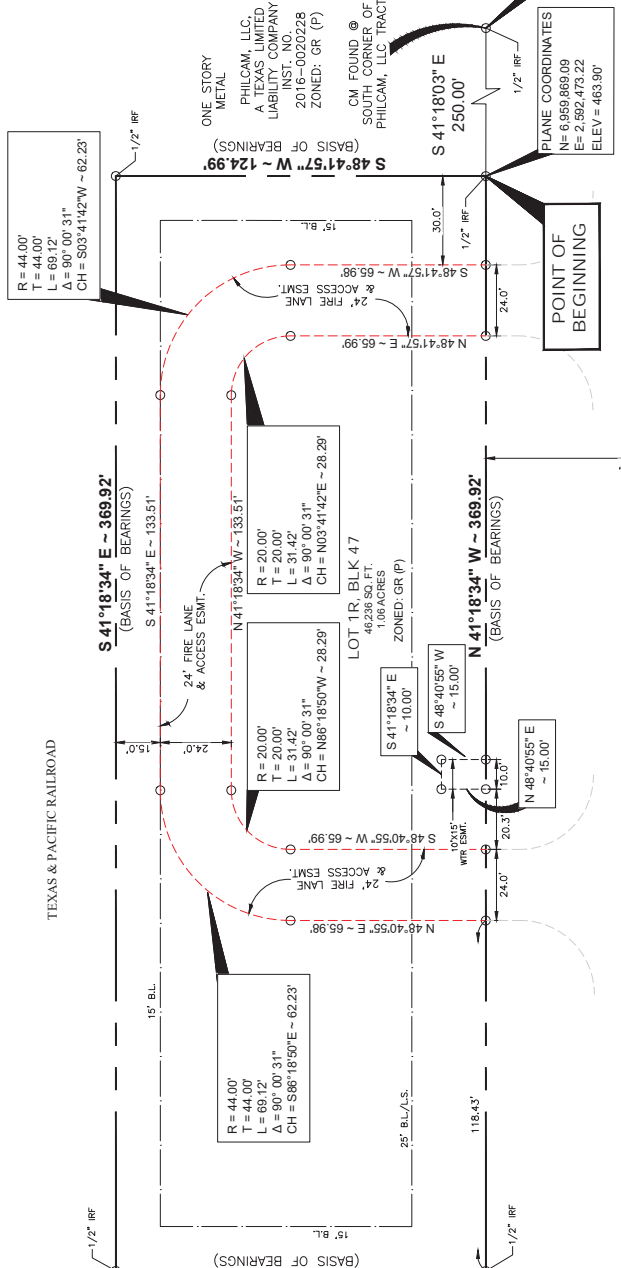 TEXAS & PACIFIC RAILROAD
R = 44.00'
T = 44.00'
L = 69.12'
Δ = 90° 00' 31"
CH = S03°41'42"W ~ 62.23'
1/2" IRF
ONE STORY
METAL
PHILCAM, LLC,
A TEXAS LIMITED
LIABILITY COMPANY
INST. NO.
2016-0020228
ZONED: GR (P)
CM FOUND @
SOUTH CORNER OF
PHILCAM, LLC TRACT
1/2" IRF
S 48°41'57" W ~ 124.99'
(BASIS OF BEARINGS)
S 41°18'03" E
250.00'
PLANE COORDINATES
N= 6,959,869.09
E= 2,592,473.22
ELEV = 463.90'
1/2" IRF
30.0'
POINT OF
BEGINNING
15' B.L.
S 48°41'57" W ~ 65.98'
24' FIRE LANE
& ACCESS ESMT.
N 48°41'57" E ~ 65.99'
24.0'
S 41°18'34" E ~ 369.92'
(BASIS OF BEARINGS)
S 41°18'34" E ~ 133.51'
24' FIRE LANE
& ACCESS ESMT.
N 41°18'34" W ~ 133.51'
15.0'
24.0'
R = 20.00'
T = 20.00'
L = 31.42'
Δ = 90° 00' 31"
CH = N03°41'42"E ~ 28.29'
R = 20.00'
T = 20.00'
L = 31.42'
Δ = 90° 00' 31"
CH = N86°18'50"W ~ 28.29'
LOT 1R, BLK 47
46,236 SQ. FT.
1.06 ACRES
ZONED: GR (P)
N 41°18'34" W ~ 369.92'
(BASIS OF BEARINGS)
S 41°18'34" E
~ 10.00'
S 48°40'55" W
~ 15.00'
N 48°40'55" E
~ 15.00'
10'X15'
WTR ESMT.
10.0'
20.3'
24.0'
S 48°40'55" W ~ 65.99'
24' FIRE LANE
& ACCESS ESMT.
N 48°40'55" E ~ 65.98'
R = 44.00'
T = 44.00'
L = 69.12'
Δ = 90° 00' 31"
CH = S86°18'50"E ~ 62.23'
15' B.L.
25' B.L./L.S.
118.43'
15' B.L.
(BASIS OF BEARINGS)
1/2" IRF
1/2" IRF